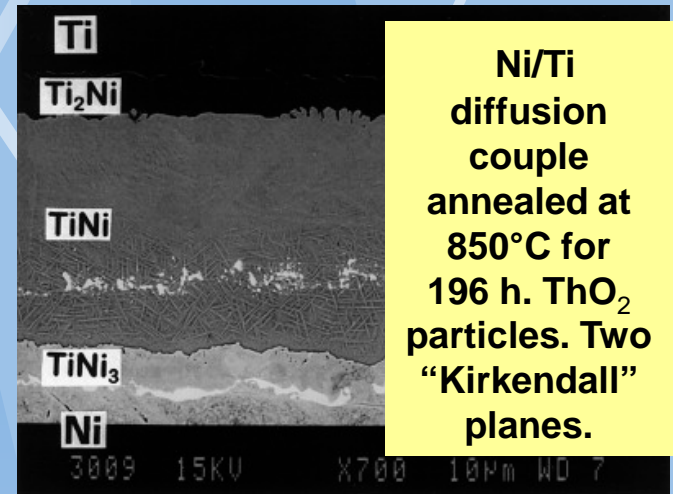 Ti
Ti₂Ni
TiNi
TiNi₃
Ni
3009 15KV X700 10µm WD 7
Ni/Ti
diffusion
couple
annealed at
850°C for
196 h. ThO₂
particles. Two
“Kirkendall”
planes.